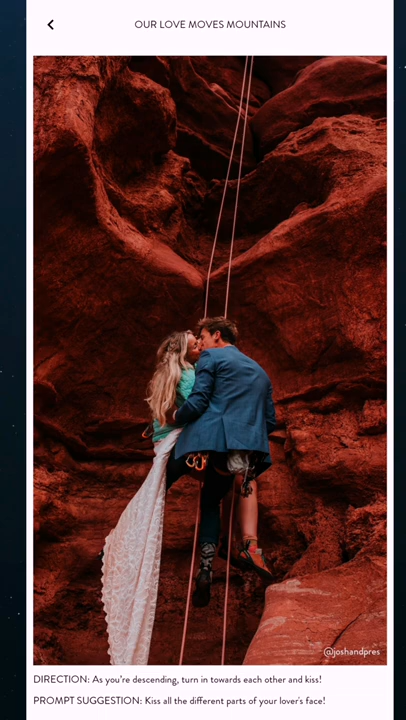 OUR LOVE MOVES MOUNTAINS
@joshandpres
DIRECTION: As you're descending, turn in towards each other and kiss!
PROMPT SUGGESTION: Kiss all the different parts of your lover's face!